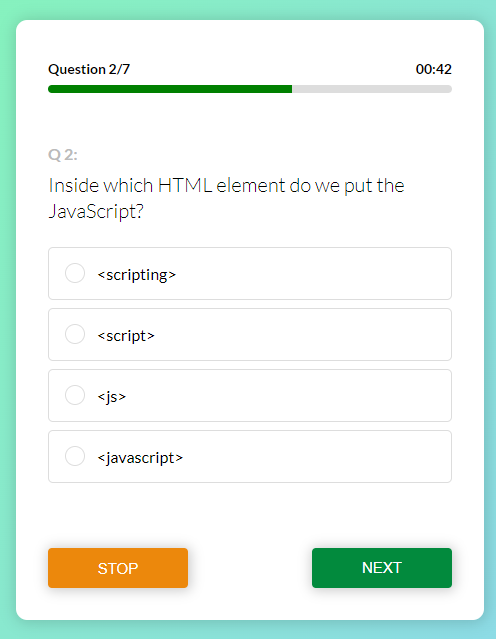 Question 2/7 00:42
Q 2:
Inside which HTML element do we put the
JavaScript?
<scripting>
<script>
<js>
<javascript>
STOP NEXT